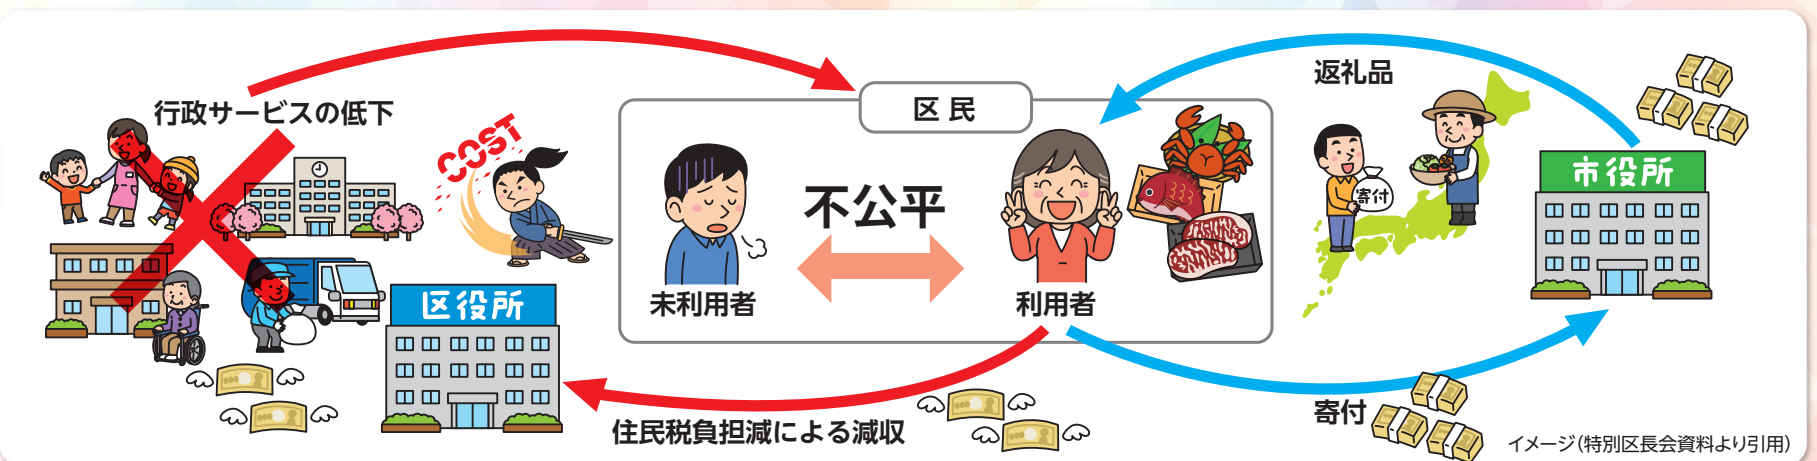 行政サービスの低下
COST
区役所
区民
未利用者
不公平
利用者
返礼品
寄付
市役所
住民税負担減による減収
寄付
イメージ(特別区長会資料より引用)